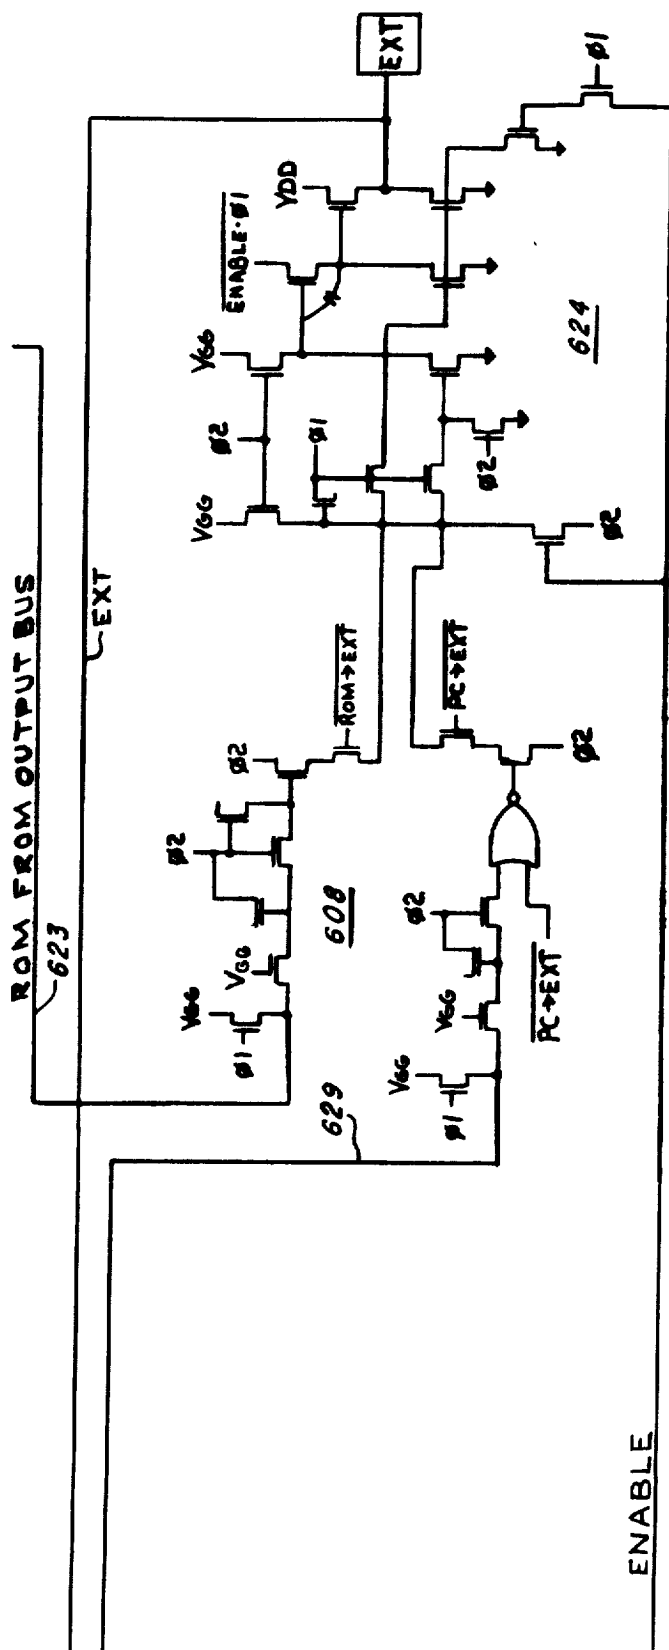 EXT
Ø1
VDD
ENABLE·Ø1
VGG
Ø2
VGG
Ø1
Ø2
624
Ø2
ROM FROM OUTPUT BUS
623
EXT
ROM→EXT
PC→EXT
Ø2
Ø2
Ø2
608
VGG
VGG
Ø1
Ø2
VGG
VGG
Ø1
PC→EXT
629
ENABLE